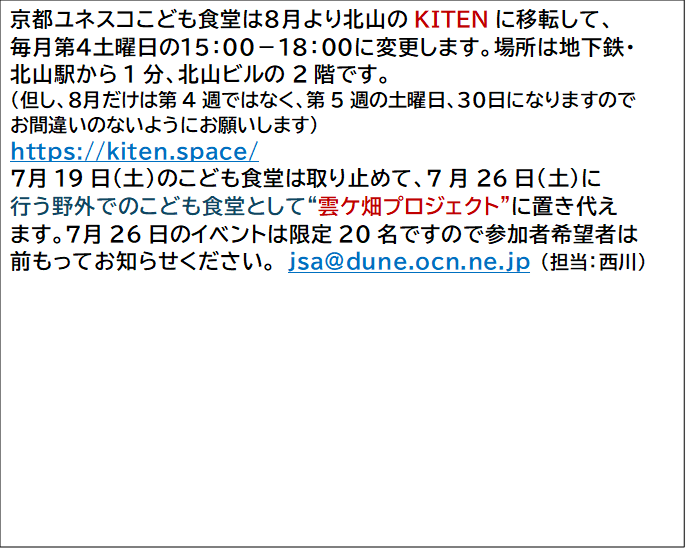 京都ユネスコこども食堂は８月より北山の KITEN に移転して、
毎月第４土曜日の１５：００－１８：００に変更します。場所は地下鉄・
北山駅から１分、北山ビルの ２階です。
（但し、８月だけは第４週ではなく、第５週の土曜日、３０日になりますので
お間違いのないようにお願いします）
https://kiten.space/
７月１９日（土）のこども食堂は取り止めて、７月２６日（土）に
行う野外でのこども食堂として“雲ケ畑プロジェクト”に置き代え
ます。７月２６日のイベントは限定２０名ですので参加者希望者は
前もってお知らせください。 jsa@dune.ocn.ne.jp （担当：西川）